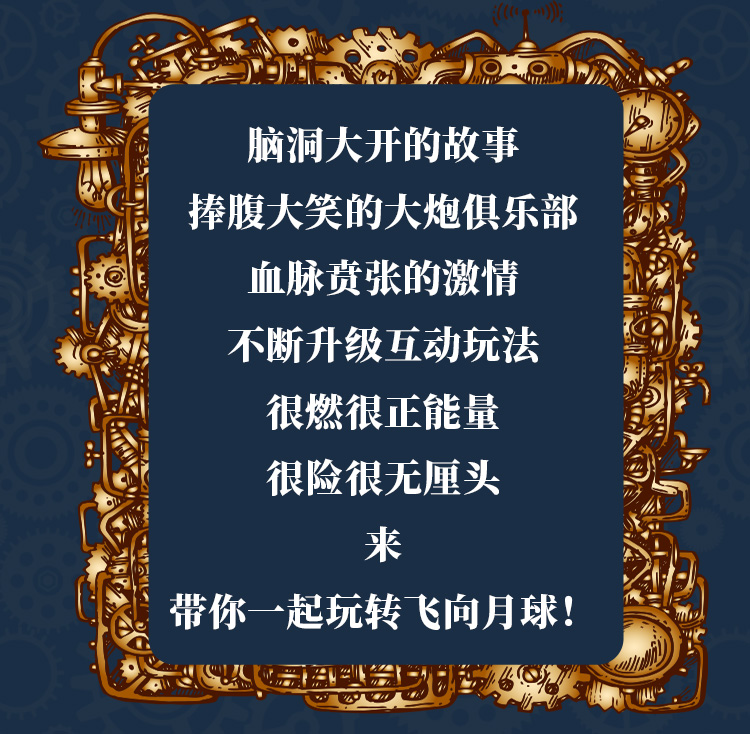 脑洞大开的故事
捧腹大笑的大炮俱乐部
血脉贲张的激情
不断升级互动玩法
很燃很正能量
很险很无厘头
来
带你一起玩转飞向月球！